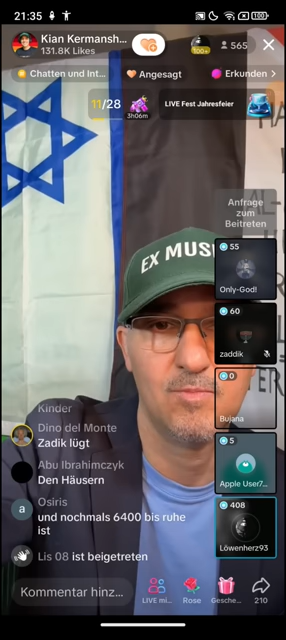 21:35
100
Kian Kermansh...
131.8K Likes
100+
565
Chatten und Int...
Angesagt
Erkunden >
11/28
3h06m
LIVE Fest Jahresfeier
Anfrage
zum
Beitreten
EX MUS
55
Only-God!
60
zaddik
0
Bujana
5
Apple User7...
408
Löwenherz93
Kinder
Dino del Monte
Zadik lügt
Abu Ibrahimczyk
Den Häusern
a
Osiris
und nochmals 6400 bis ruhe
ist
Lis 08 ist beigetreten
Kommentar hinz...
LIVE mi...
Rose
Gesche...
210